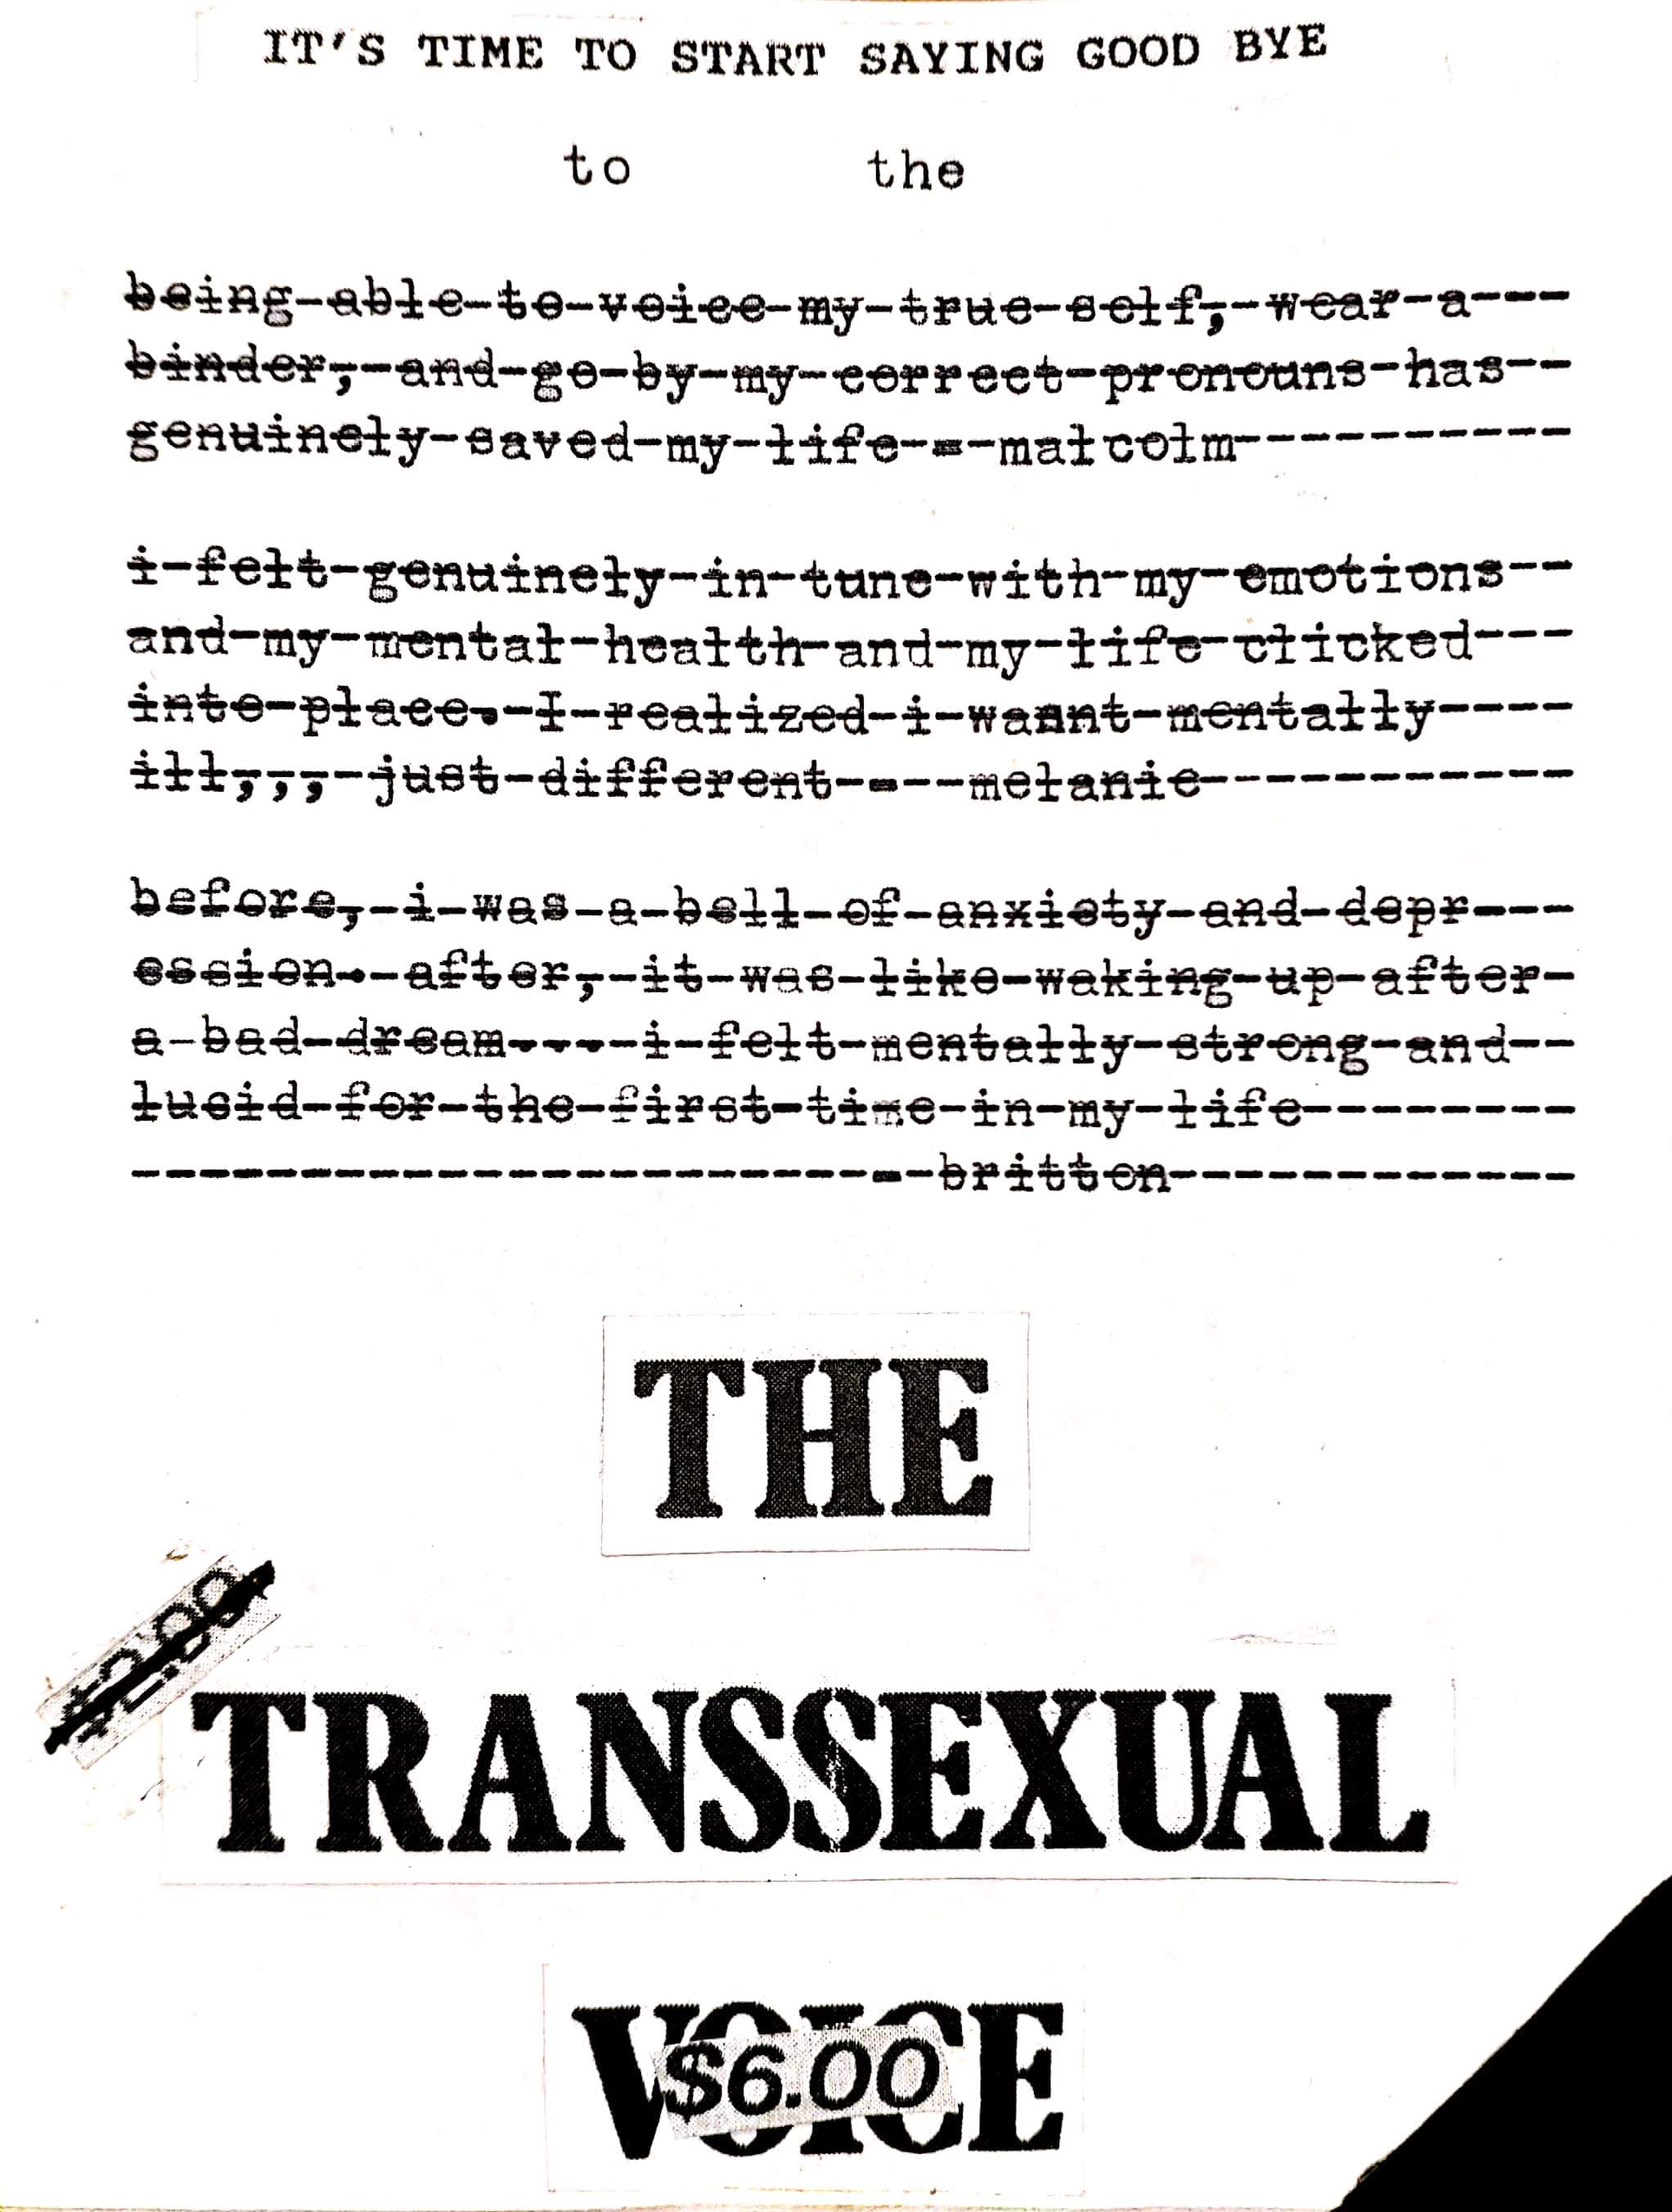 IT'S TIME TO START SAYING GOOD BYE
to the
being able to voice my true self, wear a
binder, and go by my correct pronouns has
genuinely saved my life - malcolm
i felt genuinely in tune with my emotions
and my mental health and my life clicked
into place. I realized i wannt mentally
ill,,, just different - melanie
before, i was a bell of anxiety and depr
ession. after, it was like waking up after
a bad dream... i felt mentally strong and
lucid for the first time in my life
- britton
THE
TRANSSEXUAL
VOICE
$6.00